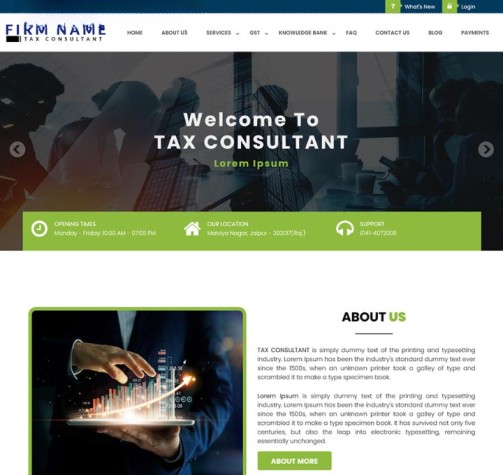 What's New
Login
FIRM NAME
TAX CONSULTANT
HOME
ABOUT US
SERVICES
GST
KNOWLEDGE BANK
FAQ
CONTACT US
BLOG
PAYMENTS
Welcome To
TAX CONSULTANT
Lorem Ipsum
OPENING TIMES
Monday - Friday: 10:00 AM - 07:00 PM
OUR LOCATION
Malviya Nagar, Jaipur - 302017(Raj.)
SUPPORT
0141-4072000
ABOUT US
TAX CONSULTANT is simply dummy text of the printing and typesetting
industry. Lorem Ipsum has been the industry's standard dummy text ever
since the 1500s, when an unknown printer took a galley of type and
scrambled it to make a type specimen book.
Lorem Ipsum is simply dummy text of the printing and typesetting
industry. Lorem Ipsum has been the industry's standard dummy text ever
since the 1500s, when an unknown printer took a galley of type and
scrambled it to make a type specimen book. It has survived not only five
centuries, but also the leap into electronic typesetting, remaining
essentially unchanged.
ABOUT MORE